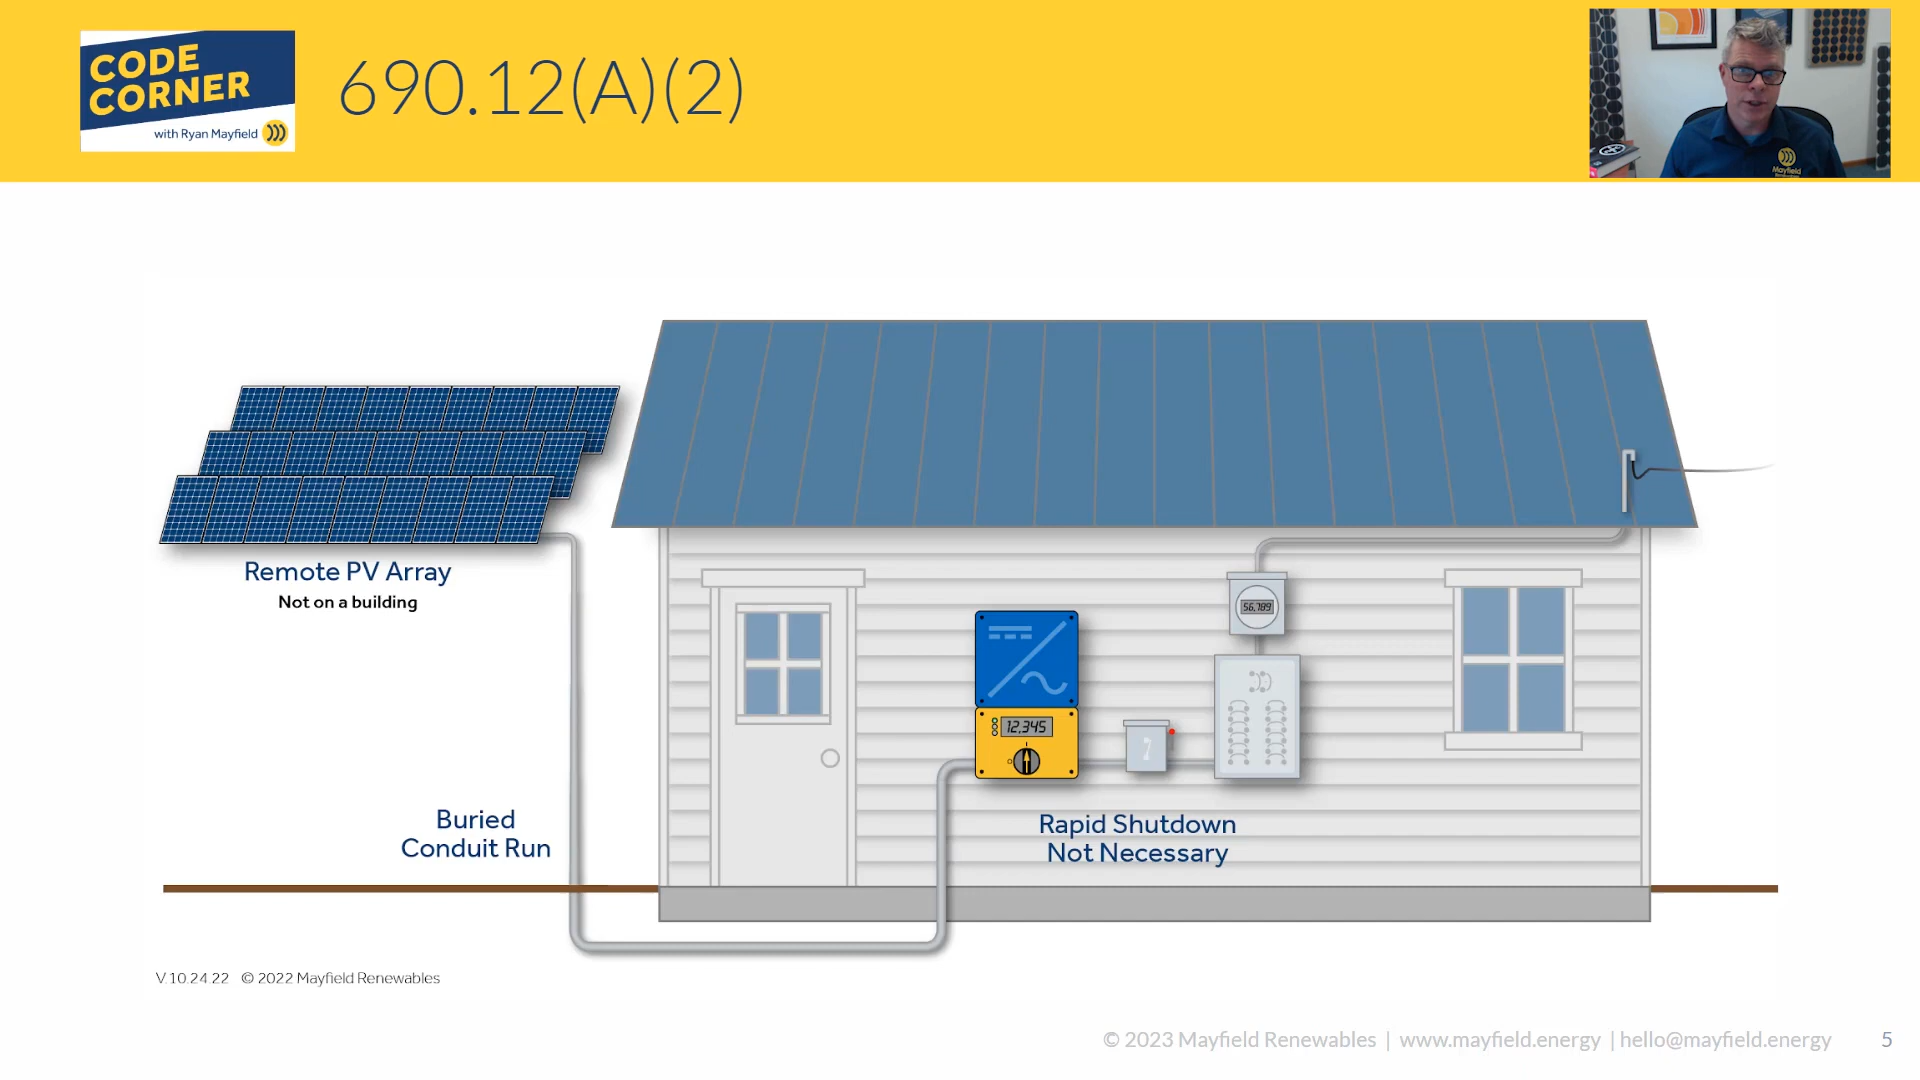 CODE
CORNER
with Ryan Mayfield
690.12(A)(2)
Mayfield
Remote PV Array
Not on a building
56,789
12,345
Buried
Conduit Run
Rapid Shutdown
Not Necessary
V.10.24.22 © 2022 Mayfield Renewables
© 2023 Mayfield Renewables | www.mayfield.energy | hello@mayfield.energy 5